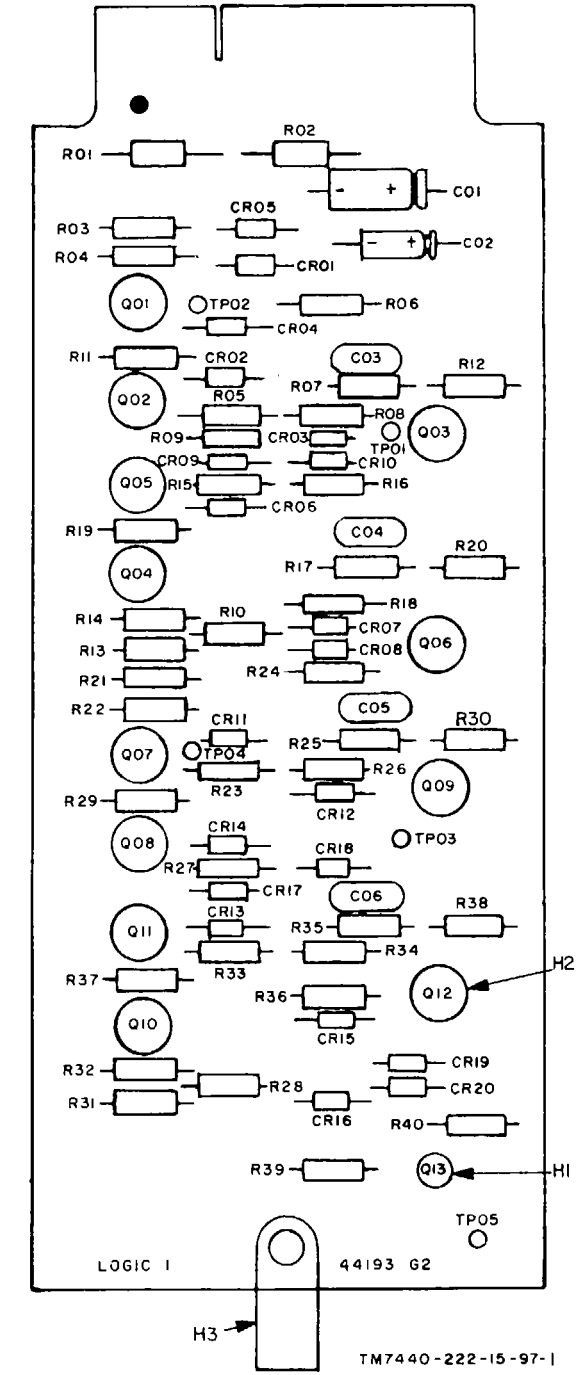 R01 R02
C01
R03 CR05
R04 CR01 C02
Q01 TP02 R06
CR04
R11 CR02 C03
R07 R12
Q02 R05 R08
R09 CR03 TP01 Q03
CR09 CR10
Q05 R15 R16
CR06
R19 C04
Q04 R17 R20
R18
R14 R10 CR07
R13 CR08 Q06
R21 R24
R22 C05
CR11 R25 R30
Q07 TP04
R23 R26 Q09
R29 CR12
CR14 TP03
Q08 R27 CR18
CR17 C06
CR13 R35 R38
Q11 R33 R34
R37 H2
R36 Q12
Q10 CR15
R32 CR19
R28 CR20
R31 CR16
R40
R39 Q13 H1
TP05
LOGIC 1 44193 G2
H3
TM7440-222-15-97-1